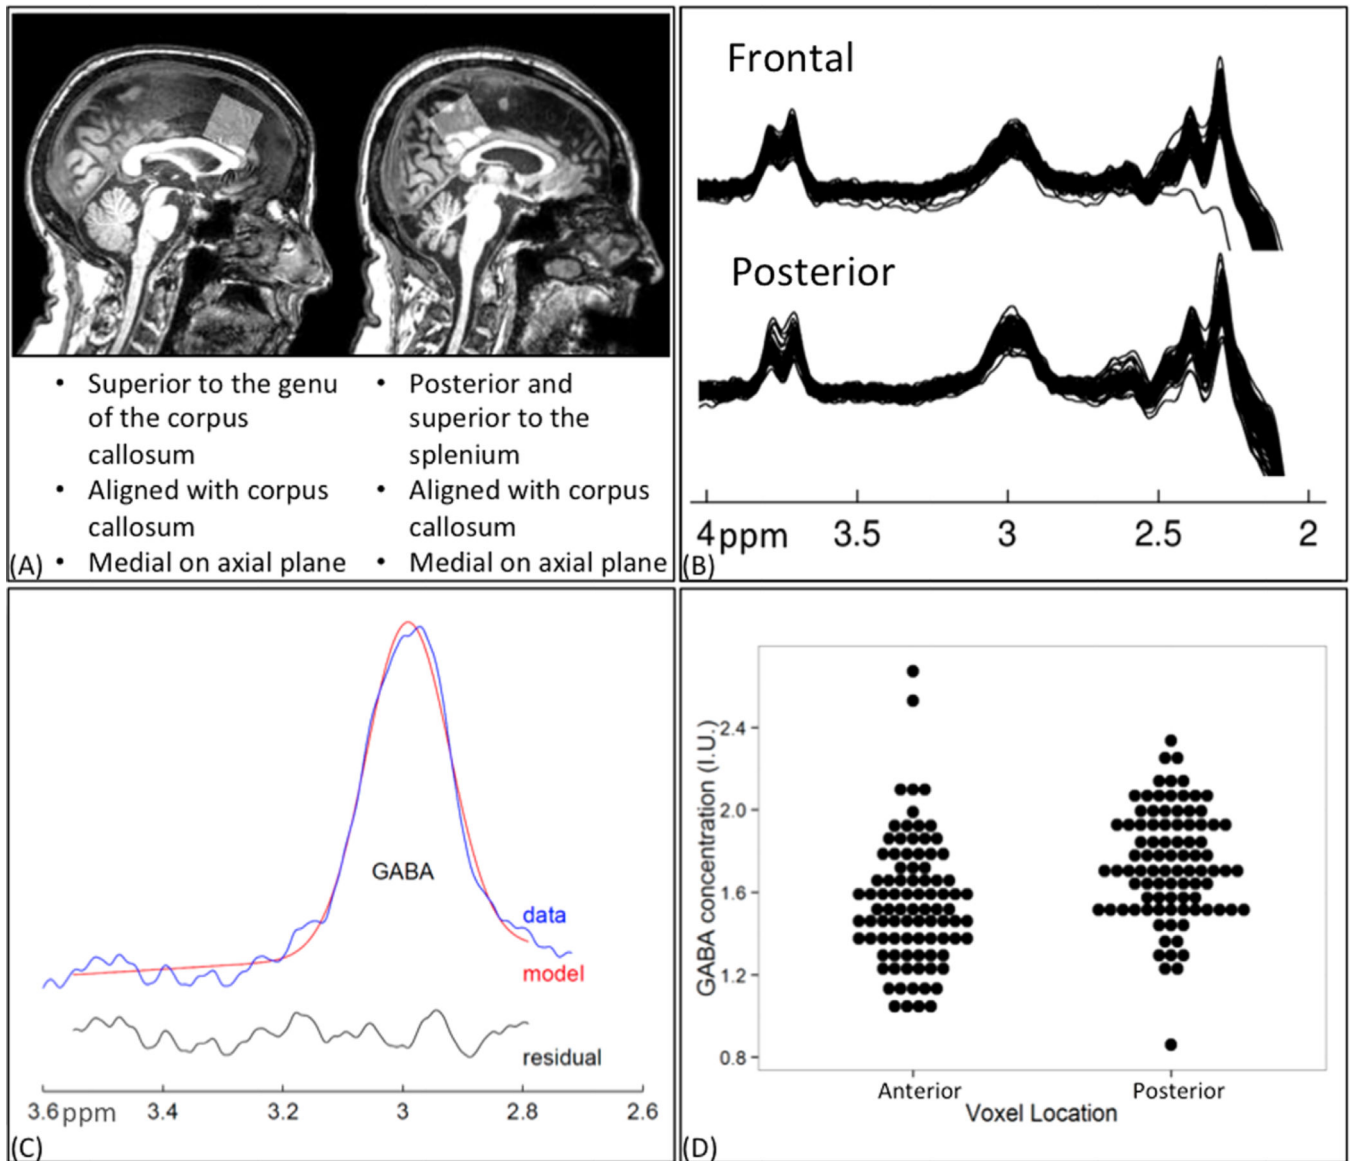 • Superior to the genu
of the corpus
callosum
• Aligned with corpus
callosum
• Medial on axial plane
• Posterior and
superior to the
splenium
• Aligned with corpus
callosum
• Medial on axial plane
(A)
Frontal
Posterior
4ppm 3.5 3 2.5 2
(B)
GABA
data
model
residual
3.6ppm 3.4 3.2 3 2.8 2.6
(C)
GABA concentration (I.U.)
2.4
2.0
1.6
1.2
0.8
Anterior Posterior
Voxel Location
(D)